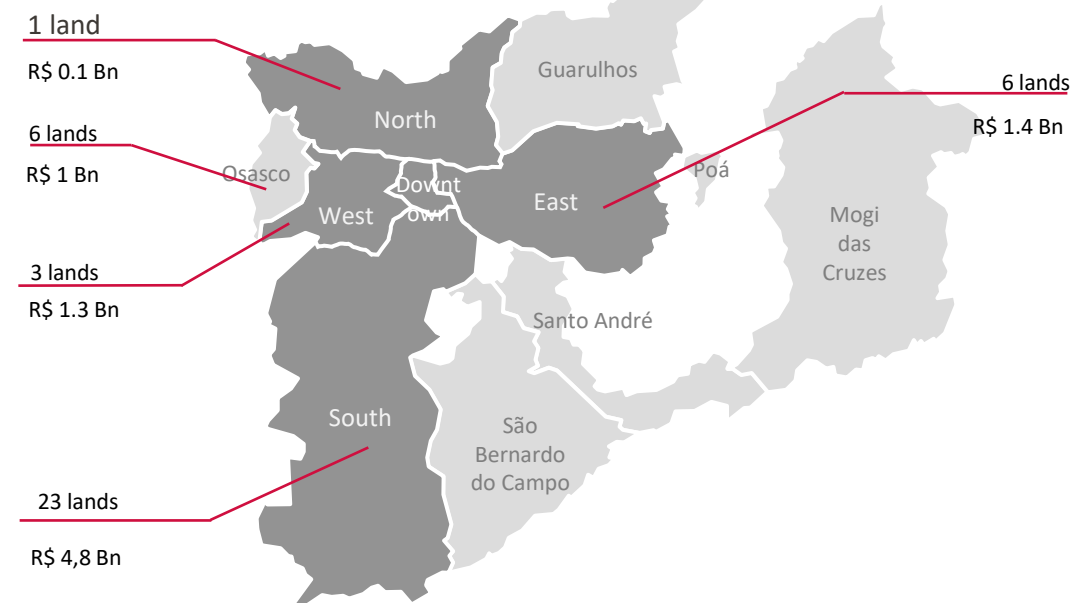 1 land
R$ 0.1 Bn
6 lands
R$ 1 Bn
3 lands
R$ 1.3 Bn
23 lands
R$ 4,8 Bn
6 lands
R$ 1.4 Bn
Guarulhos
North
Osasco
West
Downt
own
East
Poá
Mogi
das
Cruzes
Santo André
South
São
Bernardo
do Campo